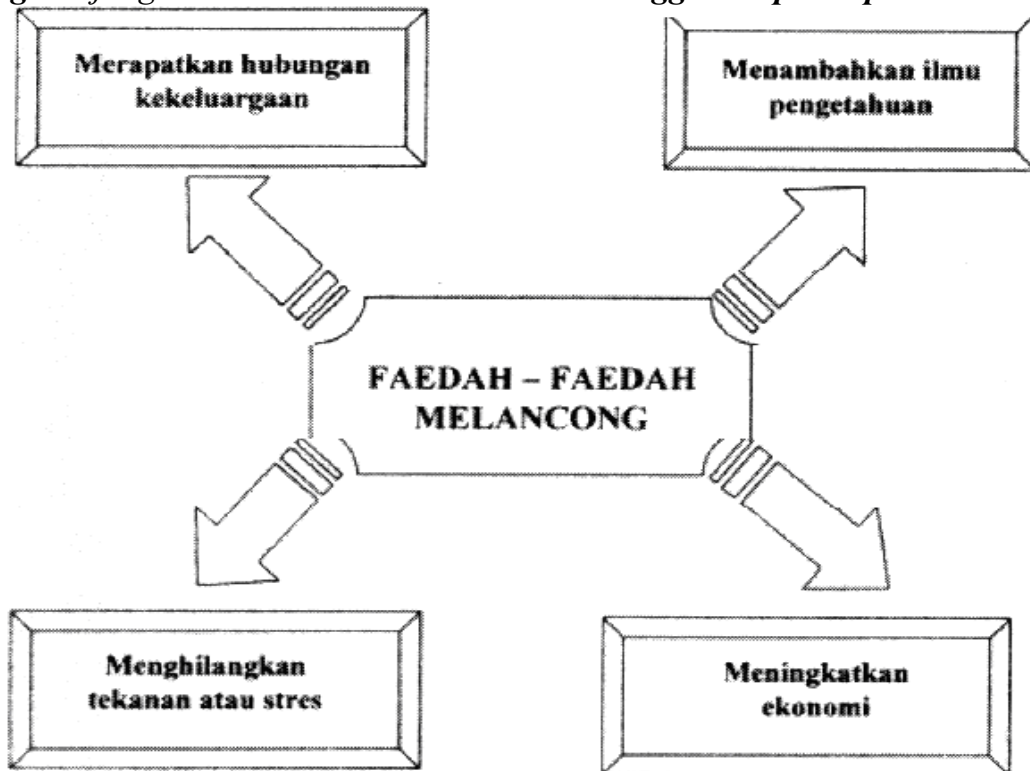 Merapatkan hubungan
kekeluargaan
Menambahkan ilmu
pengetahuan
FAEDAH – FAEDAH
MELANCONG
Menghilangkan
tekanan atau stres
Meningkatkan
ekonomi